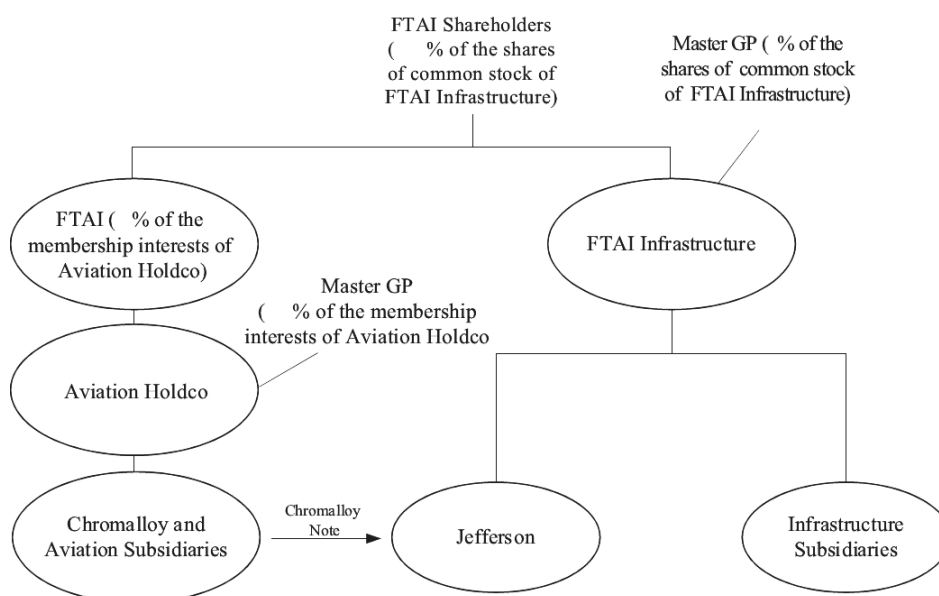 FTAI Shareholders
(    % of the shares
of common stock of
FTAI Infrastructure)
Master GP (   % of the
shares of common stock
of FTAI Infrastructure)
FTAI (   % of the
membership interests of
Aviation Holdco)
FTAI Infrastructure
Master GP
(    % of the membership
interests of Aviation Holdco
Aviation Holdco
Chromalloy and
Aviation Subsidiaries
Chromalloy
Note
Jefferson
Infrastructure
Subsidiaries